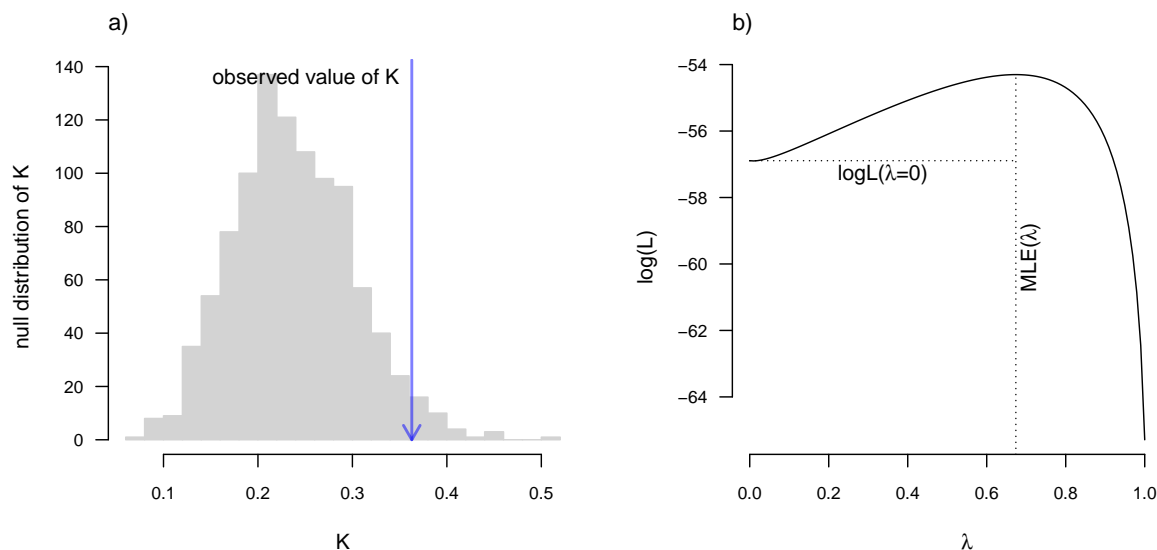 a)
observed value of K
null distribution of K
140
120
100
80
60
40
20
0
0.1 0.2 0.3 0.4 0.5
K
b)
log(L)
−54
−56
−58
−60
−62
−64
logL(λ=0)
MLE(λ)
0.0 0.2 0.4 0.6 0.8 1.0
λ